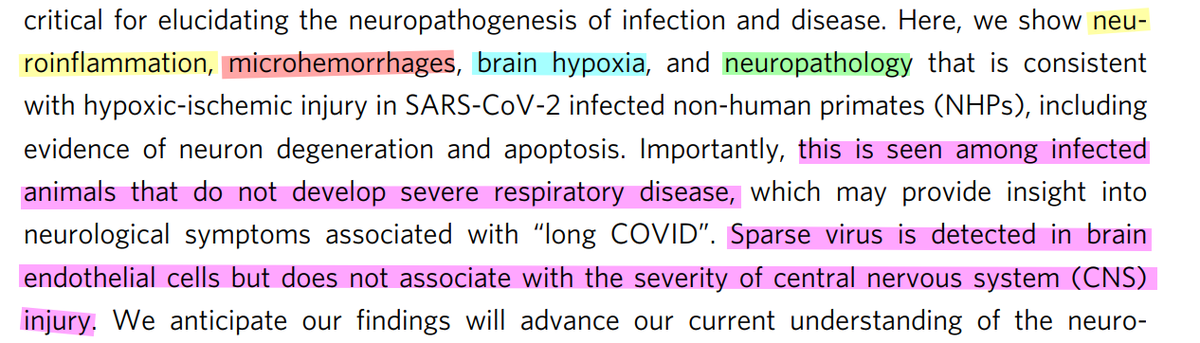 critical for elucidating the neuropathogenesis of infection and disease. Here, we show neu-
roinflammation, microhemorrhages, brain hypoxia, and neuropathology that is consistent
with hypoxic-ischemic injury in SARS-CoV-2 infected non-human primates (NHPs), including
evidence of neuron degeneration and apoptosis. Importantly, this is seen among infected
animals that do not develop severe respiratory disease, which may provide insight into
neurological symptoms associated with “long COVID”. Sparse virus is detected in brain
endothelial cells but does not associate with the severity of central nervous system (CNS)
injury. We anticipate our findings will advance our current understanding of the neuro-